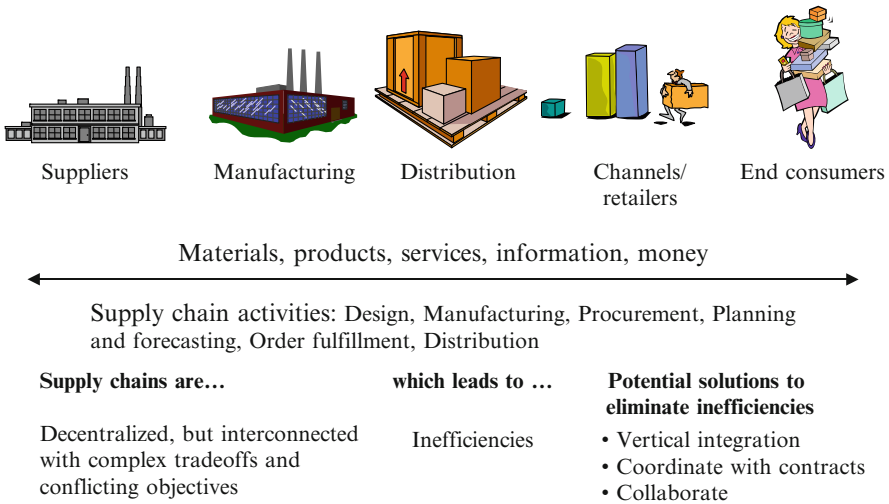 Suppliers
Manufacturing
Distribution
Channels/
retailers
End consumers
Materials, products, services, information, money
Supply chain activities: Design, Manufacturing, Procurement, Planning
and forecasting, Order fulfillment, Distribution
Supply chains are…
Decentralized, but interconnected
with complex tradeoffs and
conflicting objectives
which leads to …
Inefficiencies
Potential solutions to
eliminate inefficiencies
• Vertical integration
• Coordinate with contracts
• Collaborate